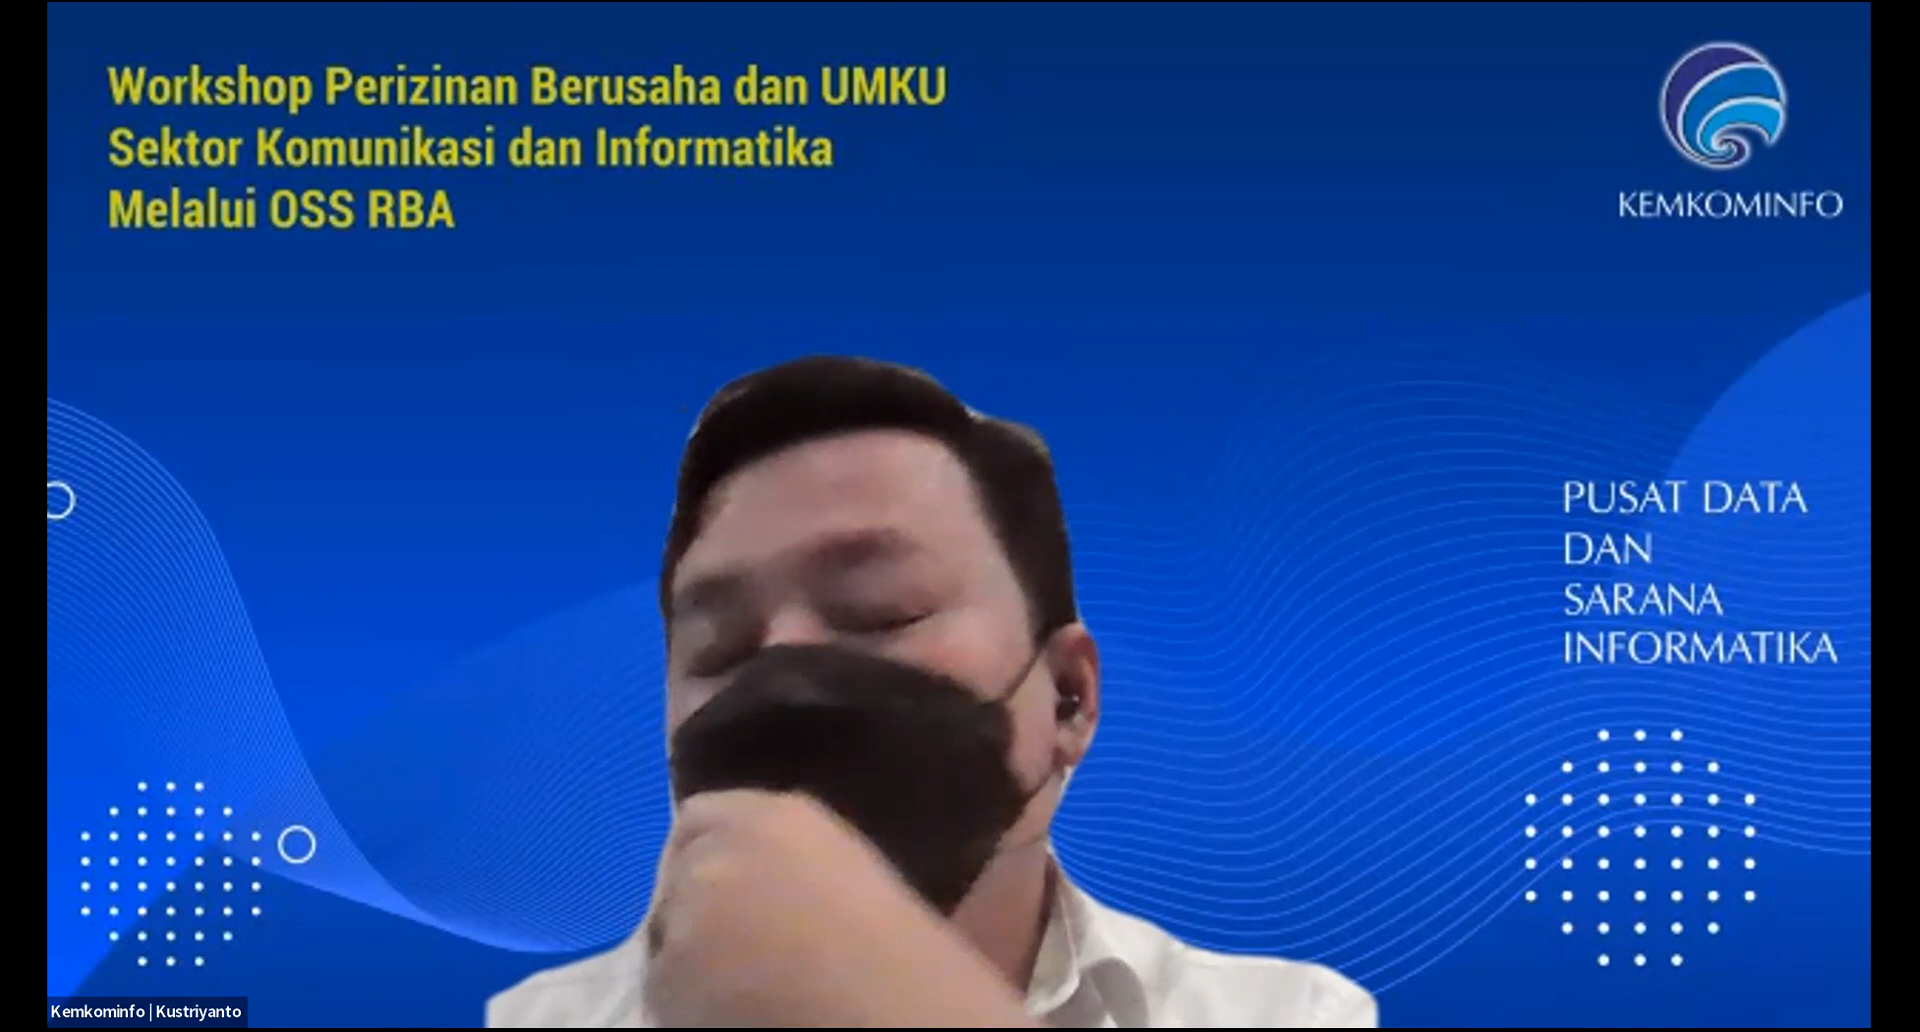 Workshop Perizinan Berusaha dan UMKU
Sektor Komunikasi dan Informatika
Melalui OSS RBA
KEMKOMINFO
PUSAT DATA
DAN
SARANA
INFORMATIKA
Kemkominfo | Kustriyanto